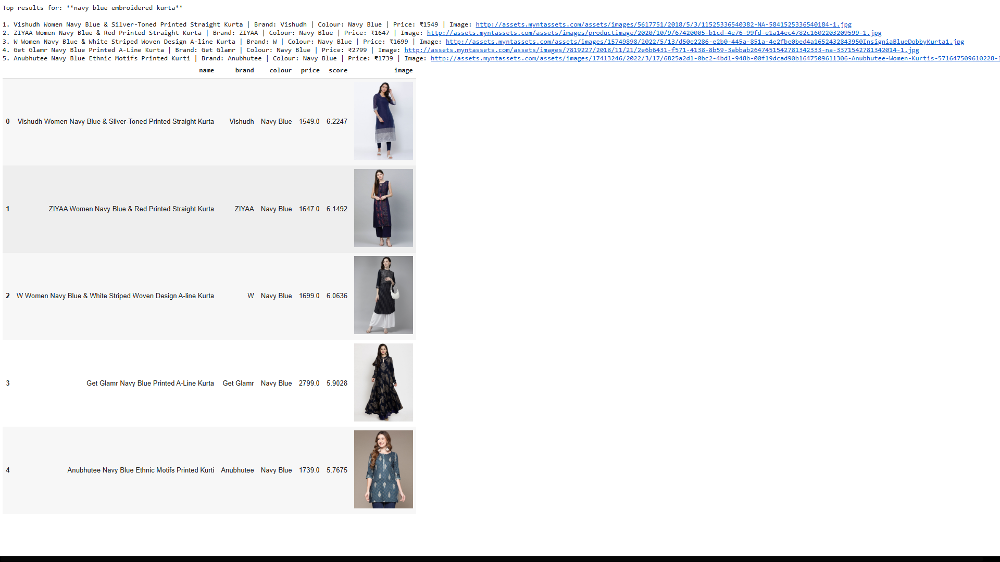 Top results for: **navy blue embroidered kurta**
1. Vishudh Women Navy Blue & Silver-Toned Printed Straight Kurta | Brand: Vishudh | Colour: Navy Blue | Price: ₹1549 | Image: http://assets.myntassets.com/assets/images/5617751/2018/5/3/11525336540382-NA-5841525336540184-1.jpg
2. ZIYAA Women Navy Blue & Red Printed Straight Kurta | Brand: ZIYAA | Colour: Navy Blue | Price: ₹1647 | Image: http://assets.myntassets.com/assets/images/productimage/2020/10/9/67420005-b1cd-4e76-99fd-e1a14ec4782c1602203209599-1.jpg
3. W Women Navy Blue & White Striped Woven Design A-line Kurta | Brand: W | Colour: Navy Blue | Price: ₹1699 | Image: http://assets.myntassets.com/assets/images/15749898/2022/5/13/d50e2286-e2b0-445a-851a-4e2fbe0bed4a1652432843950InsigniaBlueDobbyKurta1.jpg
4. Get Glamr Navy Blue Printed A-Line Kurta | Brand: Get Glamr | Colour: Navy Blue | Price: ₹2799 | Image: http://assets.myntassets.com/assets/images/7819227/2018/11/21/2e6b6431-f571-4138-8b59-3abbab2647451542781342333-na-3371542781342014-1.jpg
5. Anubhutee Navy Blue Ethnic Motifs Printed Kurti | Brand: Anubhutee | Colour: Navy Blue | Price: ₹1739 | Image: http://assets.myntassets.com/assets/images/17413246/2022/3/17/6825a2d1-0bc2-4bd1-948b-00f19dcad90b1647509611306-Anubhutee-Women-Kurtis-571647509610228-1
name brand colour price score image
0 Vishudh Women Navy Blue & Silver-Toned Printed Straight Kurta Vishudh Navy Blue 1549.0 6.2247
1 ZIYAA Women Navy Blue & Red Printed Straight Kurta ZIYAA Navy Blue 1647.0 6.1492
2 W Women Navy Blue & White Striped Woven Design A-line Kurta W Navy Blue 1699.0 6.0636
3 Get Glamr Navy Blue Printed A-Line Kurta Get Glamr Navy Blue 2799.0 5.9028
4 Anubhutee Navy Blue Ethnic Motifs Printed Kurti Anubhutee Navy Blue 1739.0 5.7675